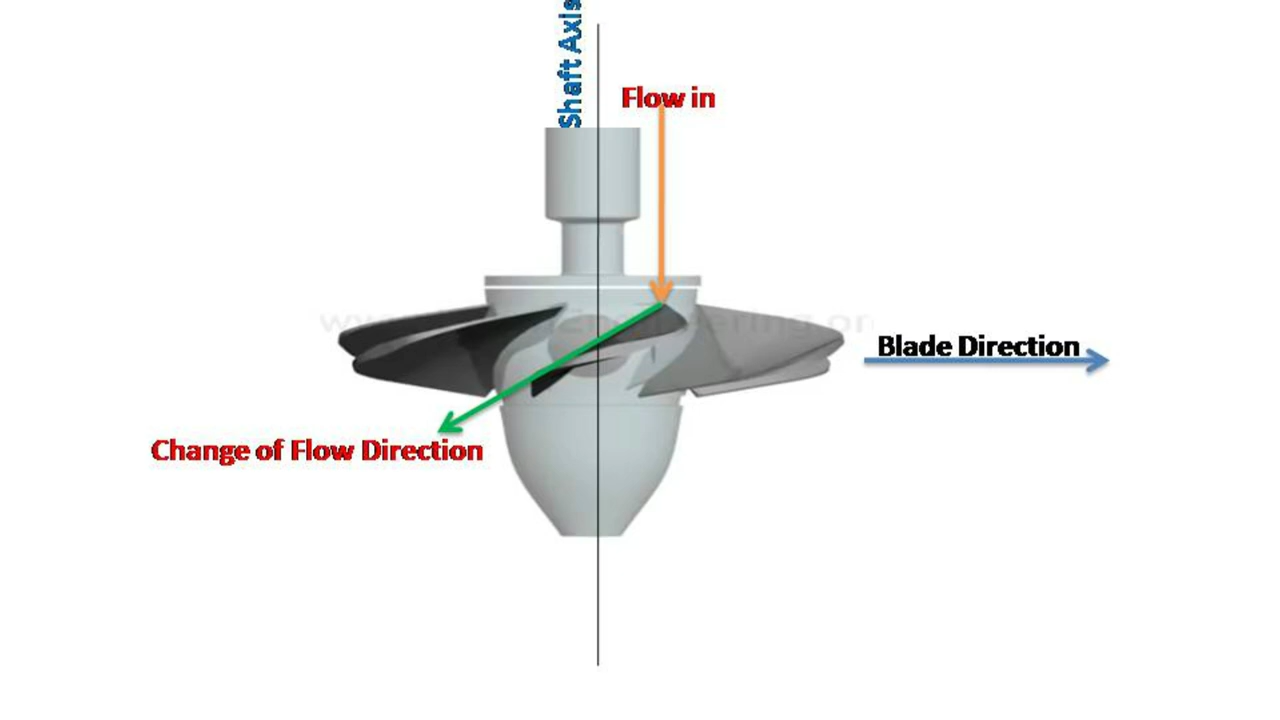 Shaft Axis
Flow in
Blade Direction
Change of Flow Direction